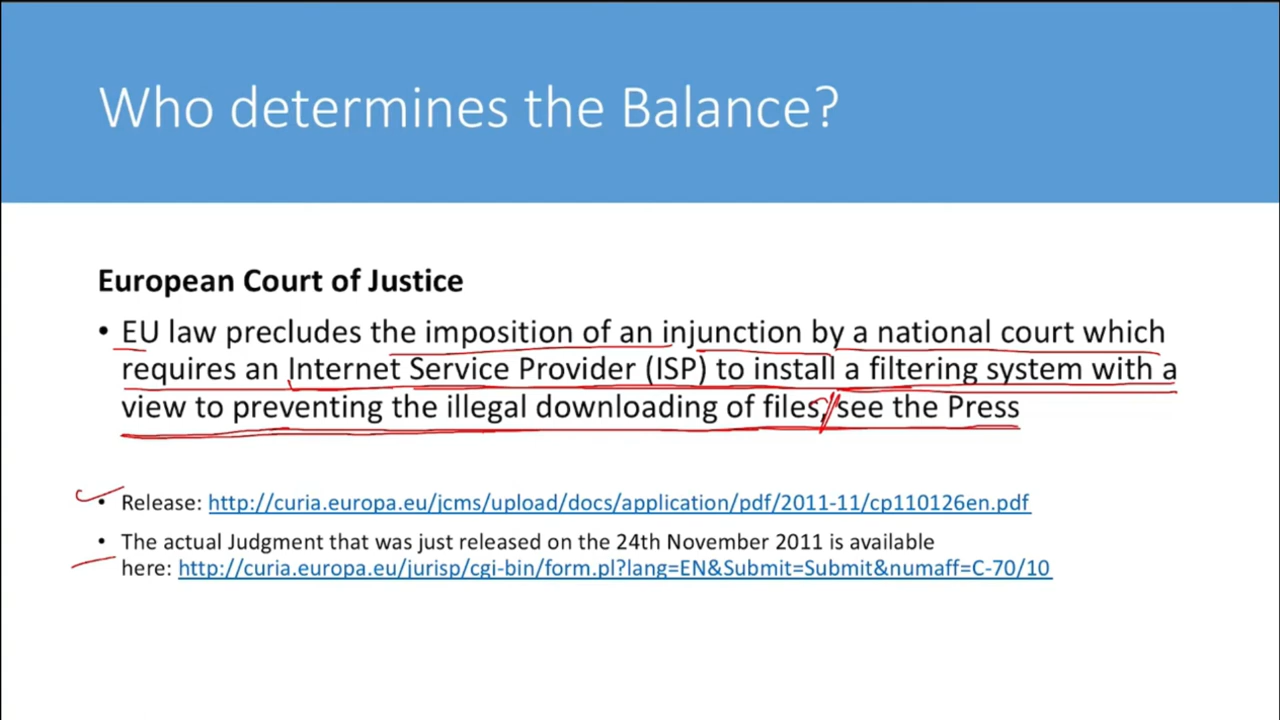 Who determines the Balance?
European Court of Justice
• EU law precludes the imposition of an injunction by a national court which
requires an Internet Service Provider (ISP) to install a filtering system with a
view to preventing the illegal downloading of files, see the Press
• Release: http://curia.europa.eu/jcms/upload/docs/application/pdf/2011-11/cp110126en.pdf
• The actual Judgment that was just released on the 24th November 2011 is available
here: http://curia.europa.eu/jurisp/cgi-bin/form.pl?lang=EN&Submit=Submit&numaff=C-70/10